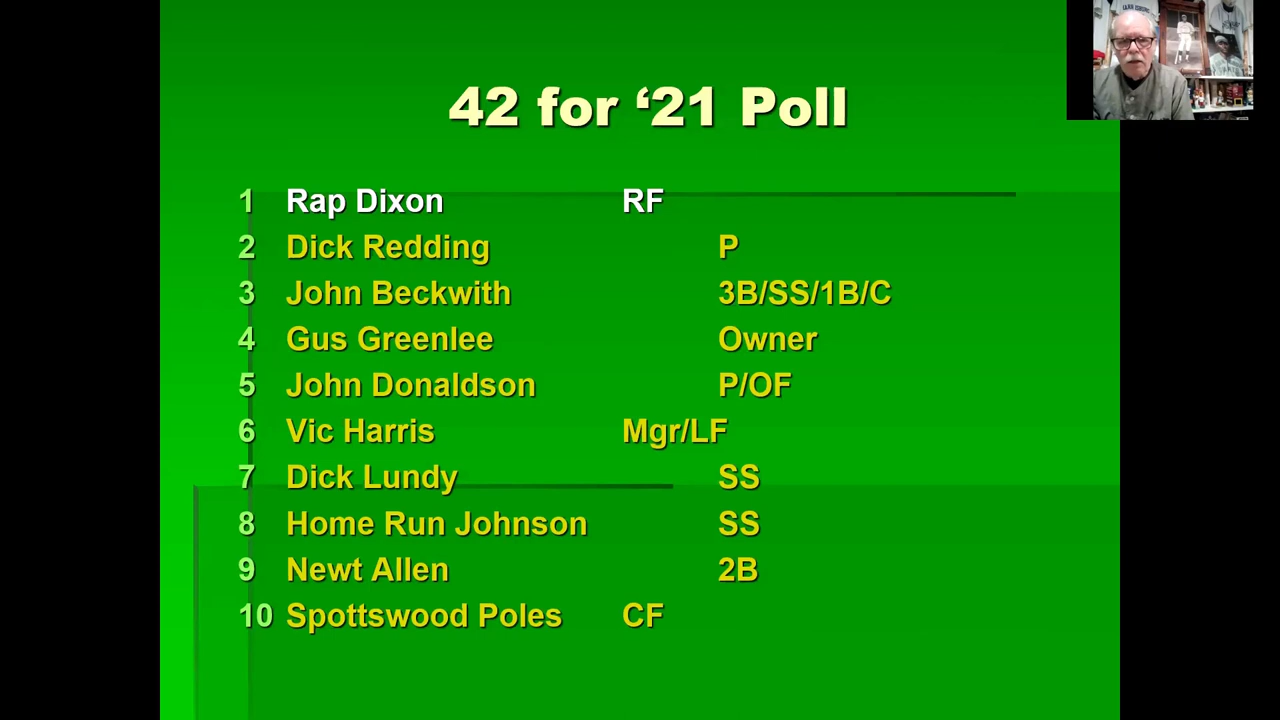 42 for ‘21 Poll
1 Rap Dixon RF
2 Dick Redding P
3 John Beckwith 3B/SS/1B/C
4 Gus Greenlee Owner
5 John Donaldson P/OF
6 Vic Harris Mgr/LF
7 Dick Lundy SS
8 Home Run Johnson SS
9 Newt Allen 2B
10 Spottswood Poles CF